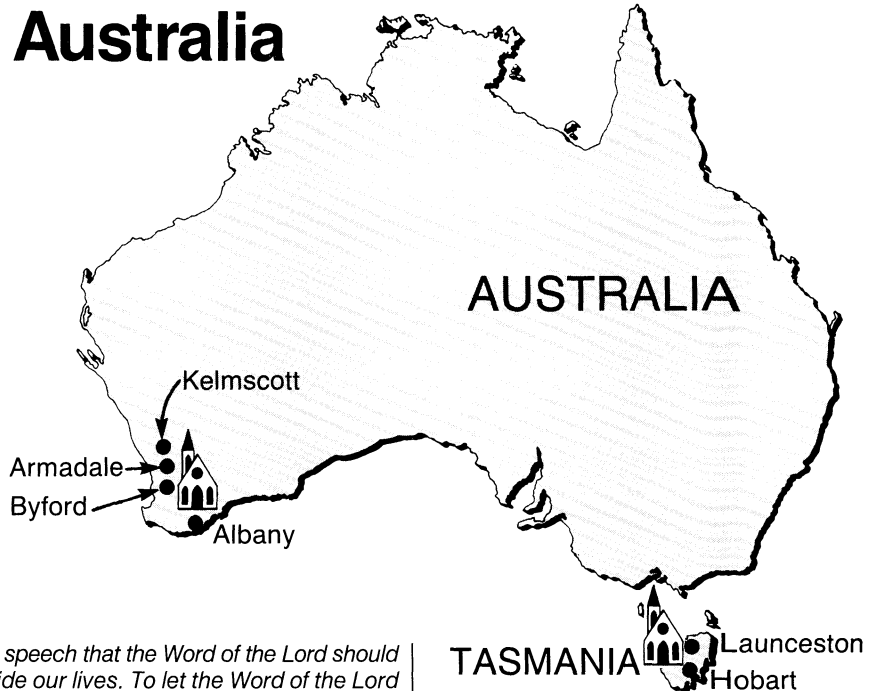 Australia
AUSTRALIA
Kelmscott
Armadale
Byford
Albany
speech that the Word of the Lord should
ide our lives. To let the Word of the Lord
TASMANIA
Launceston
Hobart